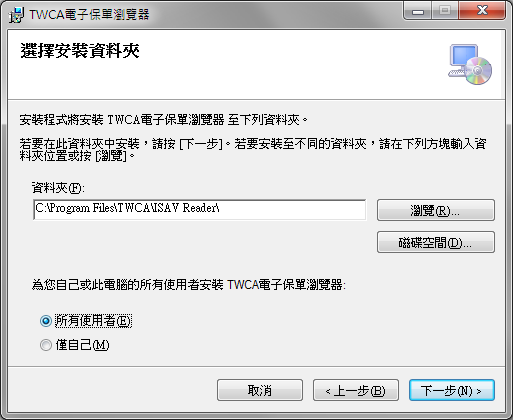 TWCA電子保單瀏覽器
選擇安裝資料夾
安裝程式將安裝 TWCA電子保單瀏覽器 至下列資料夾。
若要在此資料夾中安裝，請按 [下一步]。若要安裝至不同的資料夾，請在下列方塊輸入資
料夾位置或按 [瀏覽]。
資料夾(F):
C:\Program Files\TWCA\ISAV Reader\
瀏覽(R)...
磁碟空間(D)...
為您自己或此電腦的所有使用者安裝 TWCA電子保單瀏覽器:
所有使用者(E)
僅自己(M)
取消
< 上一步(B)
下一步(N) >